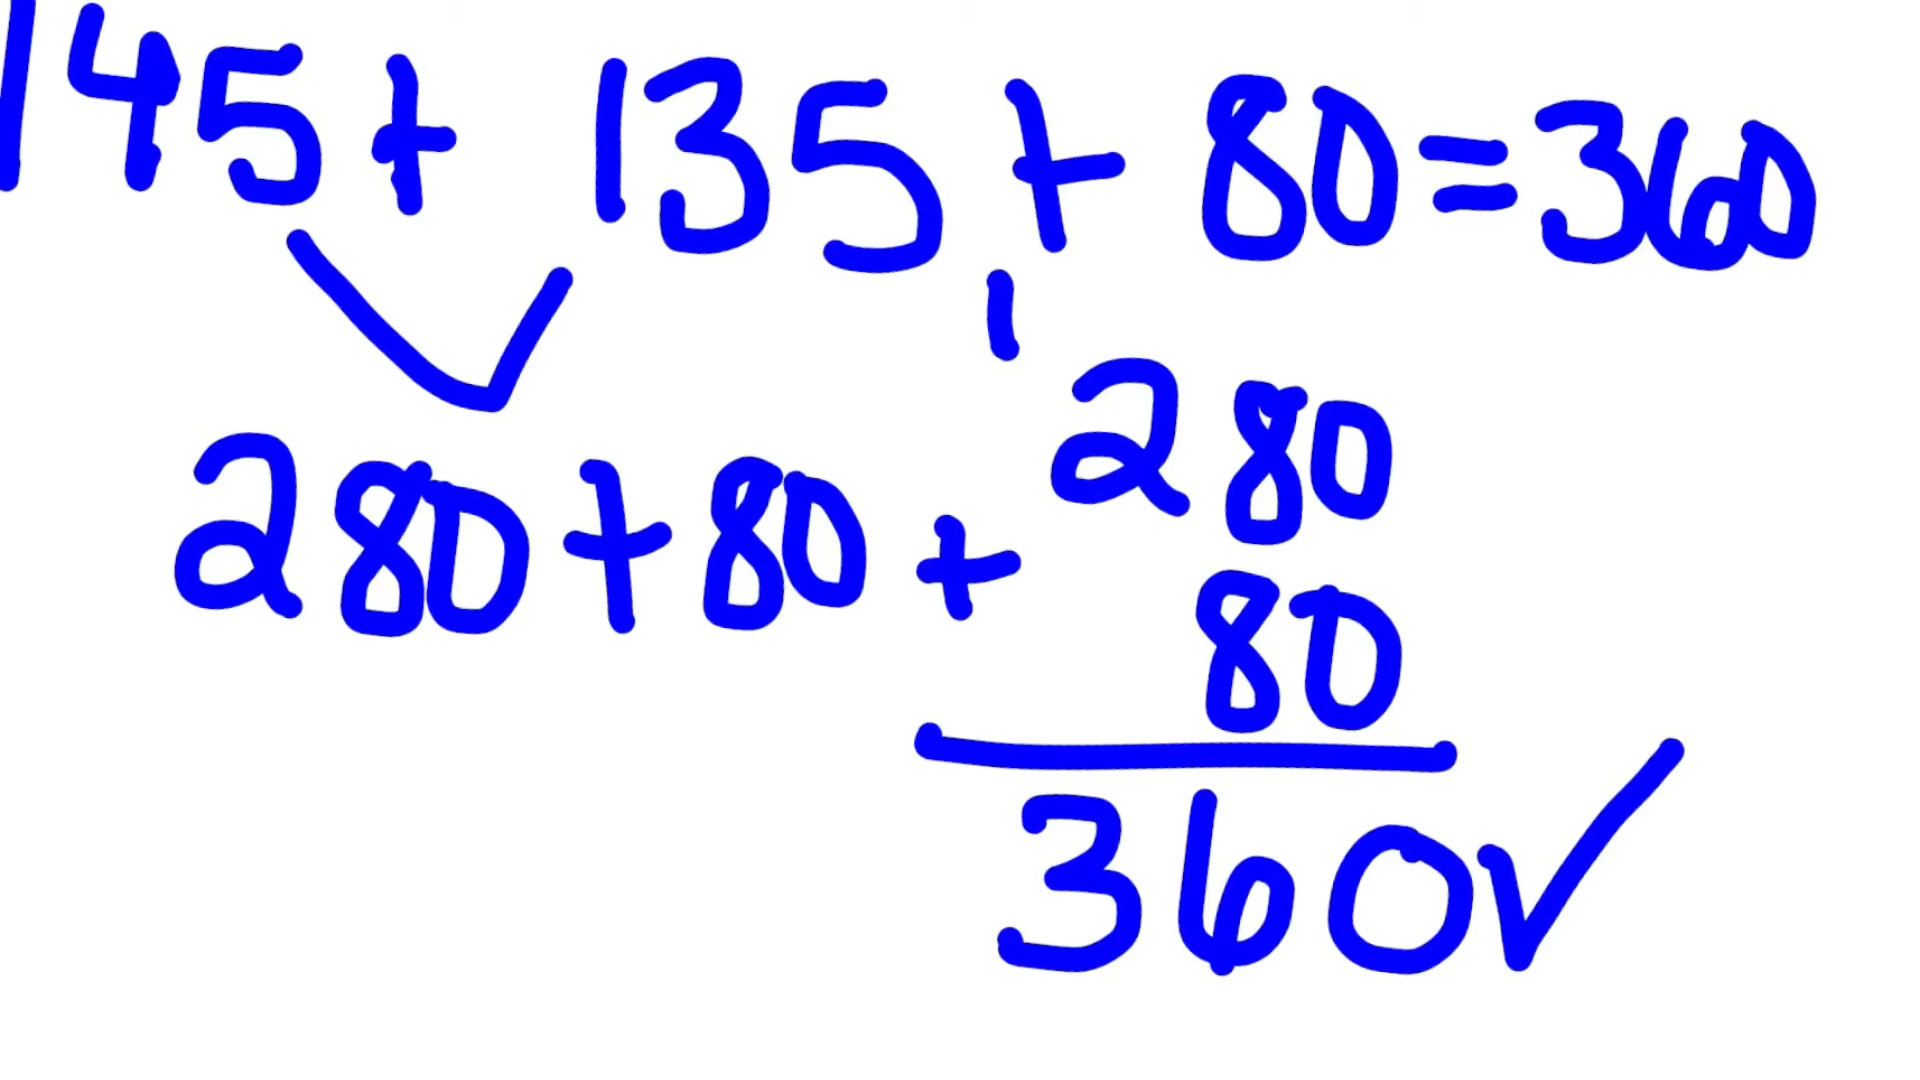 145 + 135 + 80 = 360
1
280 + 80
280
+ 80
360 ✓